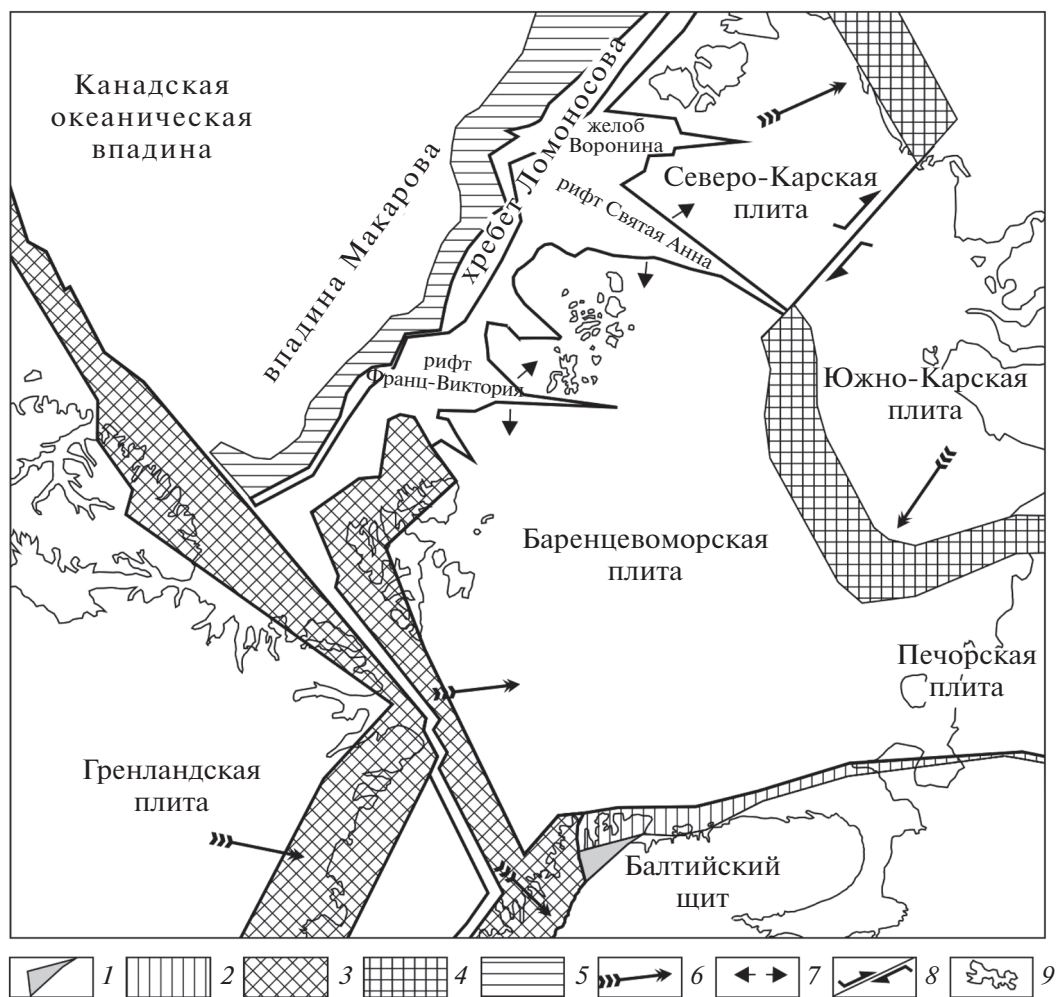 Канадская
океаническая
впадина
впадина Макарова
хребет Ломоносова
желоб
Воронина
Северо-Карская
плита
рифт Святая Анна
рифт
Франц-Виктория
Южно-Карская
плита
Баренцевоморская
плита
Печорская
плита
Гренландская
плита
Балтийский
щит
1 2 3 4 5 6 7 8 9